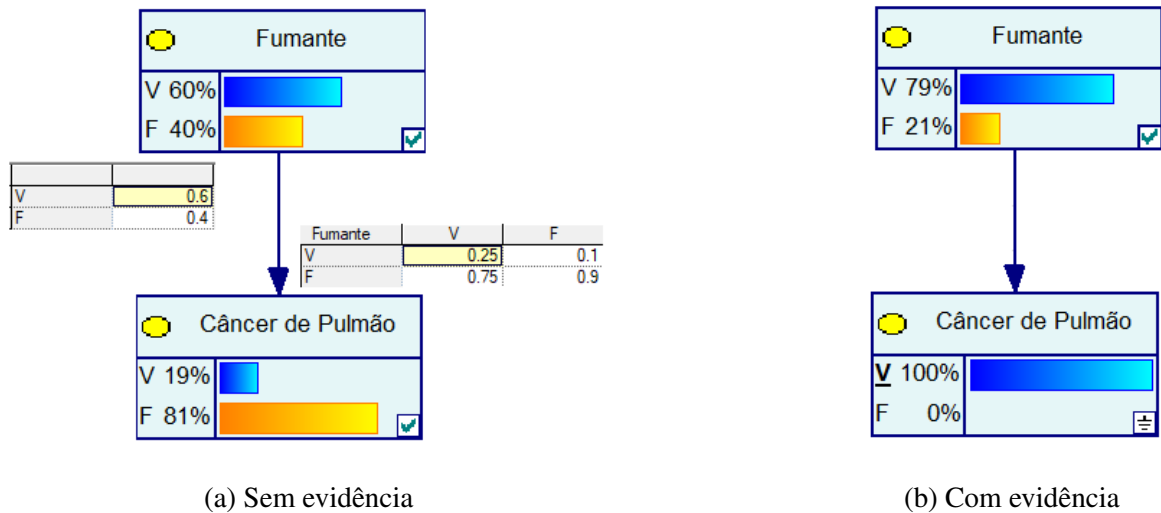 Fumante
V 60%
F 40%
V 0.6
F 0.4
Fumante V F
V 0.25 0.1
F 0.75 0.9
Câncer de Pulmão
V 19%
F 81%
(a) Sem evidência
Fumante
V 79%
F 21%
Câncer de Pulmão
V 100%
F 0%
(b) Com evidência